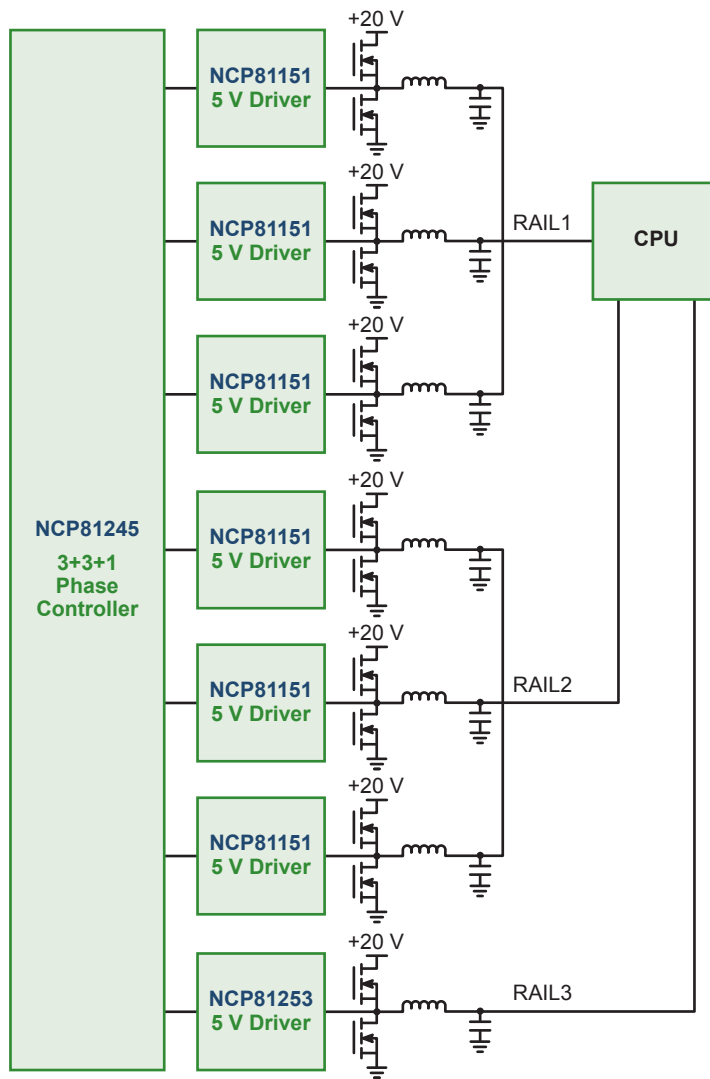 +20 V
NCP81151
5 V Driver
+20 V
NCP81151
5 V Driver
RAIL1
CPU
+20 V
NCP81151
5 V Driver
+20 V
NCP81151
5 V Driver
NCP81245
3+3+1
Phase
Controller
+20 V
NCP81151
5 V Driver
RAIL2
+20 V
NCP81151
5 V Driver
+20 V
NCP81253
5 V Driver
RAIL3